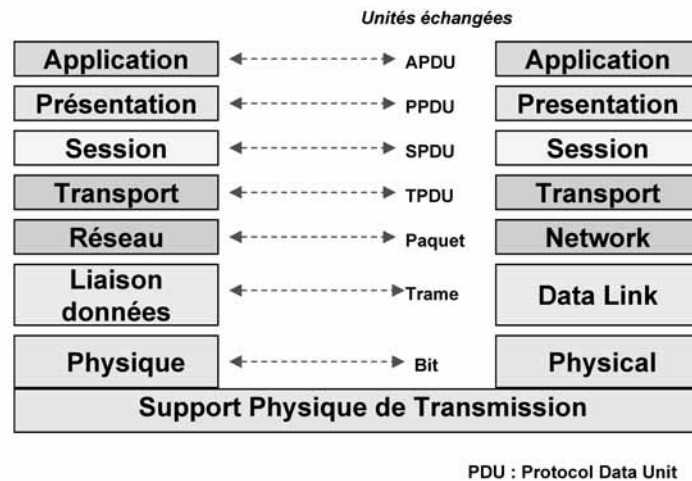 Unités échangées
Application APDU Application
Présentation PPDU Presentation
Session SPDU Session
Transport TPDU Transport
Réseau Paquet Network
Liaison
données Trame Data Link
Physique Bit Physical
Support Physique de Transmission
PDU : Protocol Data Unit